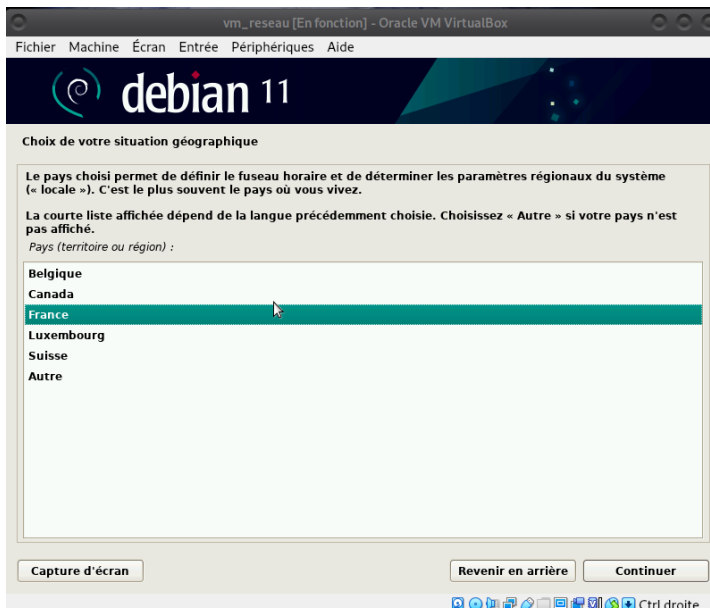 vm_reseau [En fonction] - Oracle VM VirtualBox
Fichier Machine Écran Entrée Périphériques Aide
debian 11
Choix de votre situation géographique
Le pays choisi permet de définir le fuseau horaire et de déterminer les paramètres régionaux du système
(« locale »). C'est le plus souvent le pays où vous vivez.
La courte liste affichée dépend de la langue précédemment choisie. Choisissez « Autre » si votre pays n'est
pas affiché.
Pays (territoire ou région) :
Belgique
Canada
France
Luxembourg
Suisse
Autre
Capture d'écran Revenir en arrière Continuer
Ctrl droite